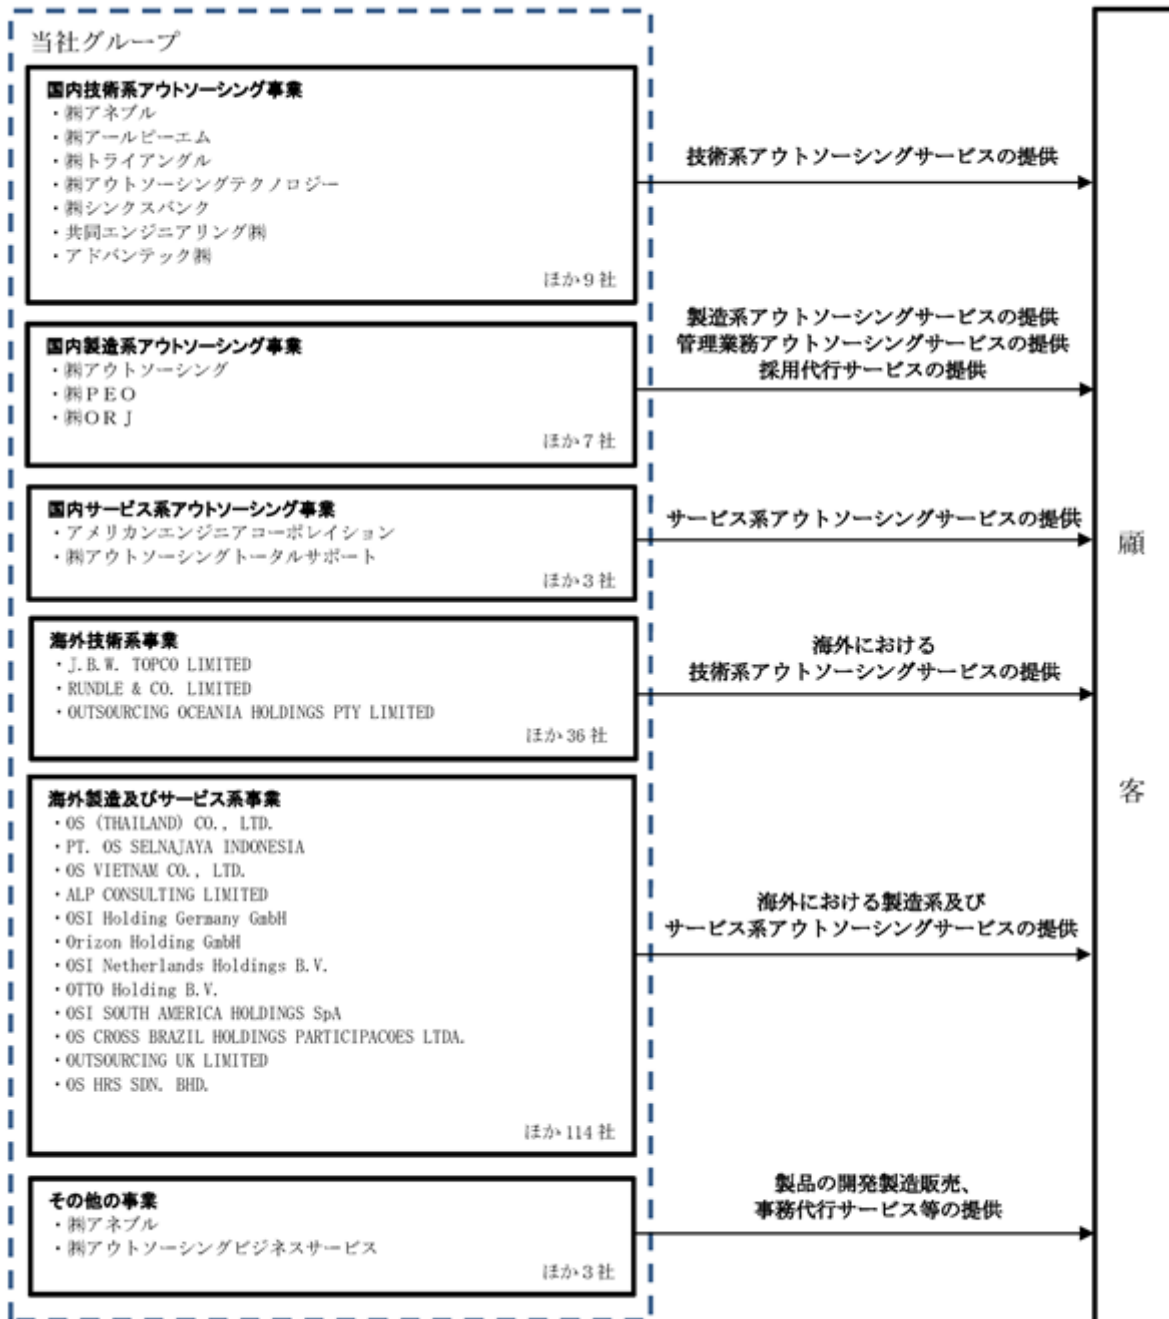 当社グループ
国内技術系アウトソーシング事業
・㈱アネブル
・㈱アールピーエム
・㈱トライアングル
・㈱アウトソーシングテクノロジー
・㈱シンクスバンク
・共同エンジニアリング㈱
・アドバンテック㈱
ほか9社
技術系アウトソーシングサービスの提供
国内製造系アウトソーシング事業
・㈱アウトソーシング
・㈱ＰＥＯ
・㈱ＯＲＪ
ほか7社
製造系アウトソーシングサービスの提供
管理業務アウトソーシングサービスの提供
採用代行サービスの提供
国内サービス系アウトソーシング事業
・アメリカンエンジニアコーポレイション
・㈱アウトソーシングトータルサポート
ほか3社
サービス系アウトソーシングサービスの提供
海外技術系事業
・J.B.W. TOPCO LIMITED
・RUNDLE & CO. LIMITED
・OUTSOURCING OCEANIA HOLDINGS PTY LIMITED
ほか36社
海外における
技術系アウトソーシングサービスの提供
海外製造及びサービス系事業
・OS (THAILAND) CO., LTD.
・PT. OS SELNAJAYA INDONESIA
・OS VIETNAM CO., LTD.
・ALP CONSULTING LIMITED
・OSI Holding Germany GmbH
・Orizon Holding GmbH
・OSI Netherlands Holdings B.V.
・OTTO Holding B.V.
・OSI SOUTH AMERICA HOLDINGS SpA
・OS CROSS BRAZIL HOLDINGS PARTICIPACOES LTDA.
・OUTSOURCING UK LIMITED
・OS HRS SDN. BHD.
ほか114社
海外における製造系及び
サービス系アウトソーシングサービスの提供
その他の事業
・㈱アネブル
・㈱アウトソーシングビジネスサービス
ほか3社
製品の開発製造販売、
事務代行サービス等の提供
顧
客